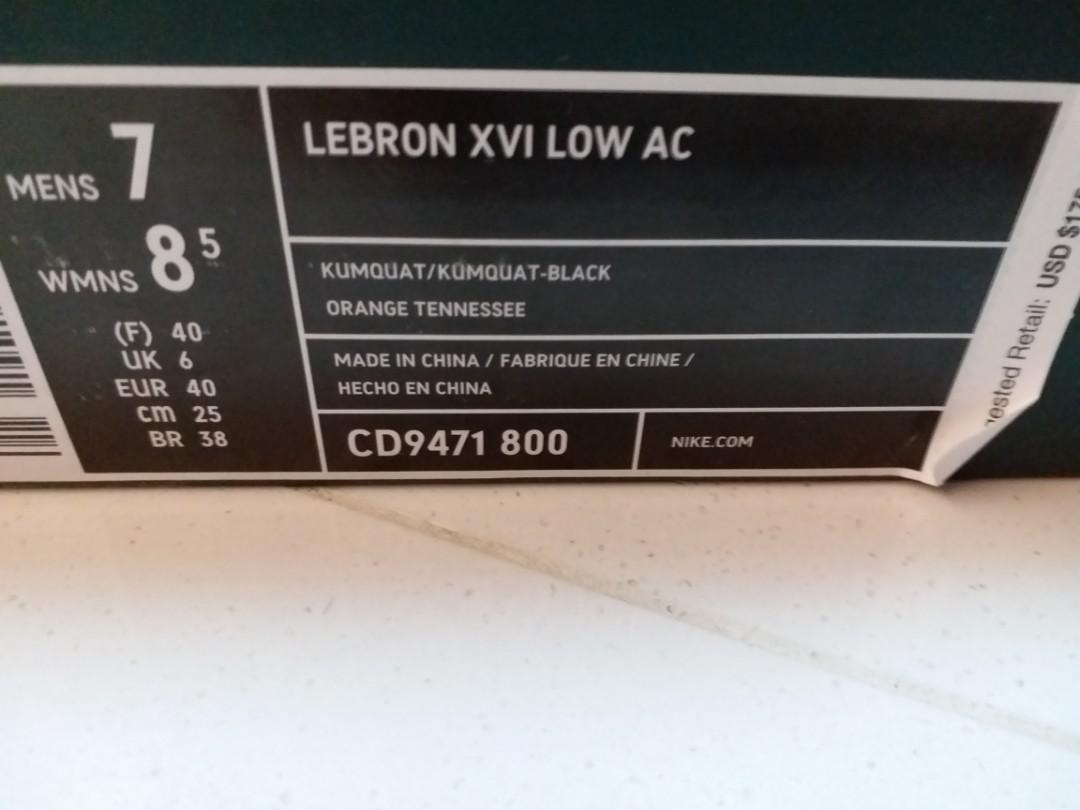 MENS 7
WMNS 8 5
(F) 40
UK 6
EUR 40
cm 25
BR 38
LEBRON XVI LOW AC
KUMQUAT/KUMQUAT-BLACK
ORANGE TENNESSEE
MADE IN CHINA / FABRIQUE EN CHINE /
HECHO EN CHINA
CD9471 800
NIKE.COM
Retail: USD